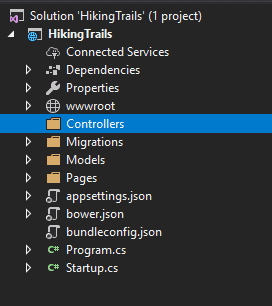 Solution 'HikingTrails' (1 project)
HikingTrails
Connected Services
Dependencies
Properties
wwwroot
Controllers
Migrations
Models
Pages
appsettings.json
bower.json
bundleconfig.json
C# Program.cs
C# Startup.cs